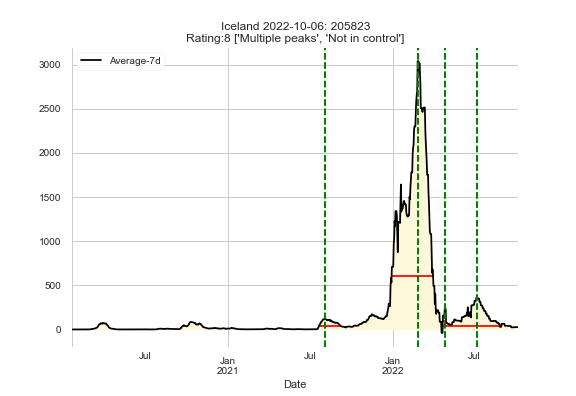 Iceland 2022-10-06: 205823
Rating:8 ['Multiple peaks', 'Not in control']
Average-7d
3000
2500
2000
1500
1000
500
0
Jul
Jan
2021
Jul
Jan
2022
Jul
Date